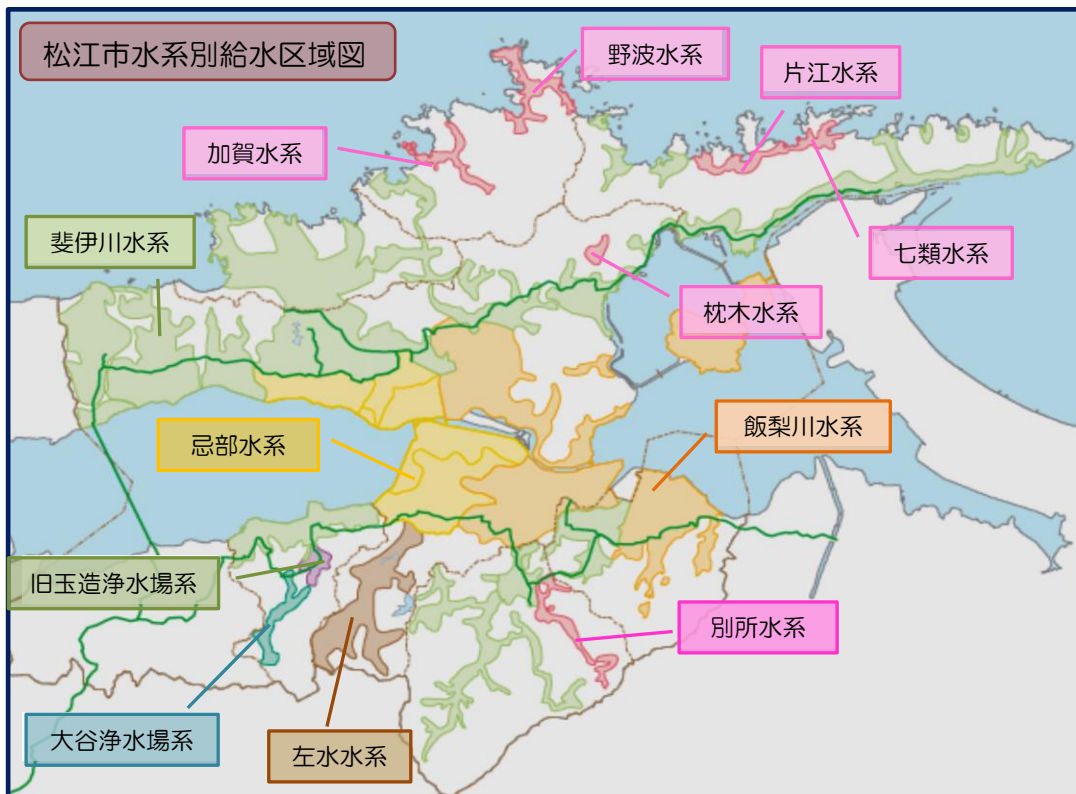 松江市水系別給水区域図
野波水系
片江水系
加賀水系
斐伊川水系
七類水系
枕木水系
飯梨川水系
忌部水系
旧玉造浄水場系
別所水系
大谷浄水場系
左水水系